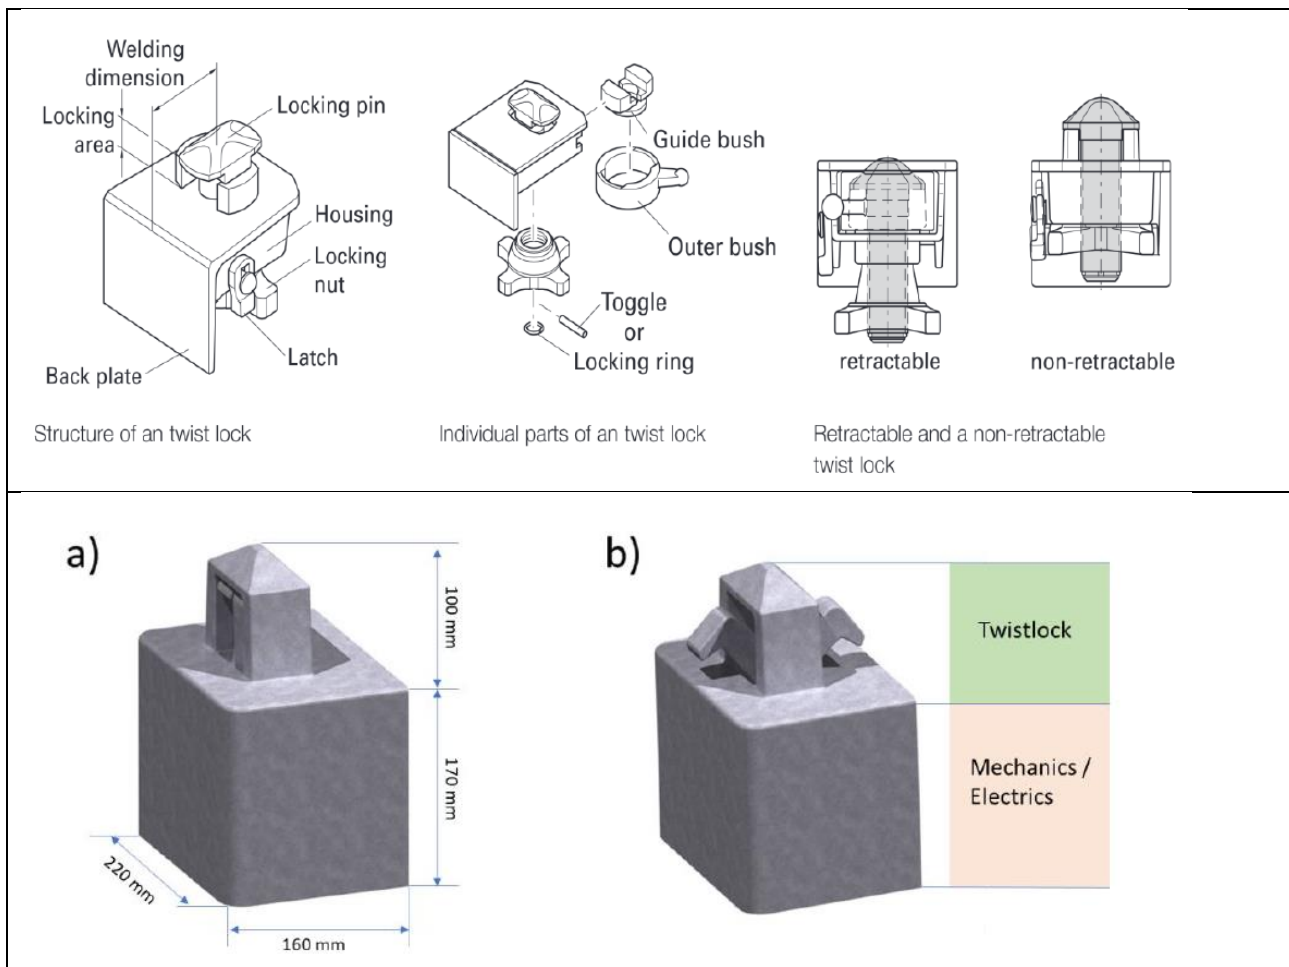 Welding
dimension
Locking
area
Locking pin
Housing
Locking
nut
Latch
Back plate
Structure of an twist lock
Guide bush
Outer bush
Toggle
or
Locking ring
Individual parts of an twist lock
retractable
non-retractable
Retractable and a non-retractable
twist lock
a)
100 mm
170 mm
220 mm
160 mm
b)
Twistlock
Mechanics /
Electrics